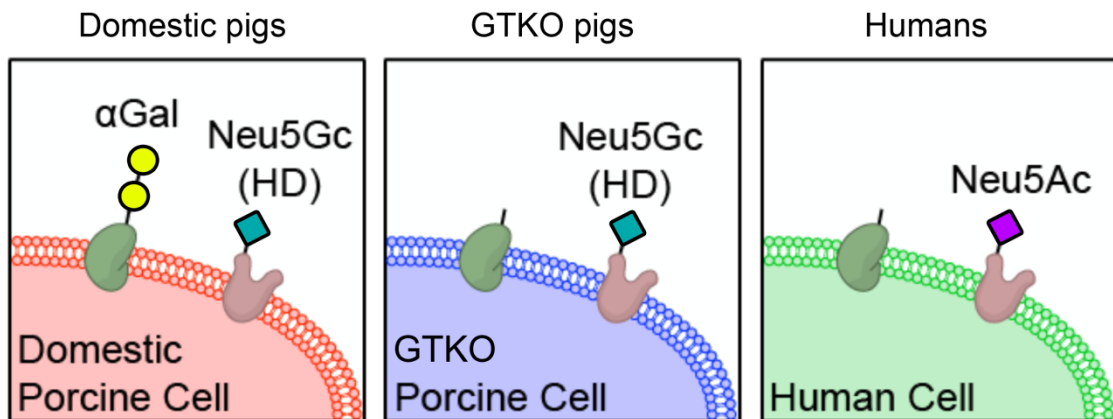 Domestic pigs
GTKO pigs
Humans
αGal
Neu5Gc
(HD)
Domestic
Porcine Cell
Neu5Gc
(HD)
GTKO
Porcine Cell
Neu5Ac
Human Cell